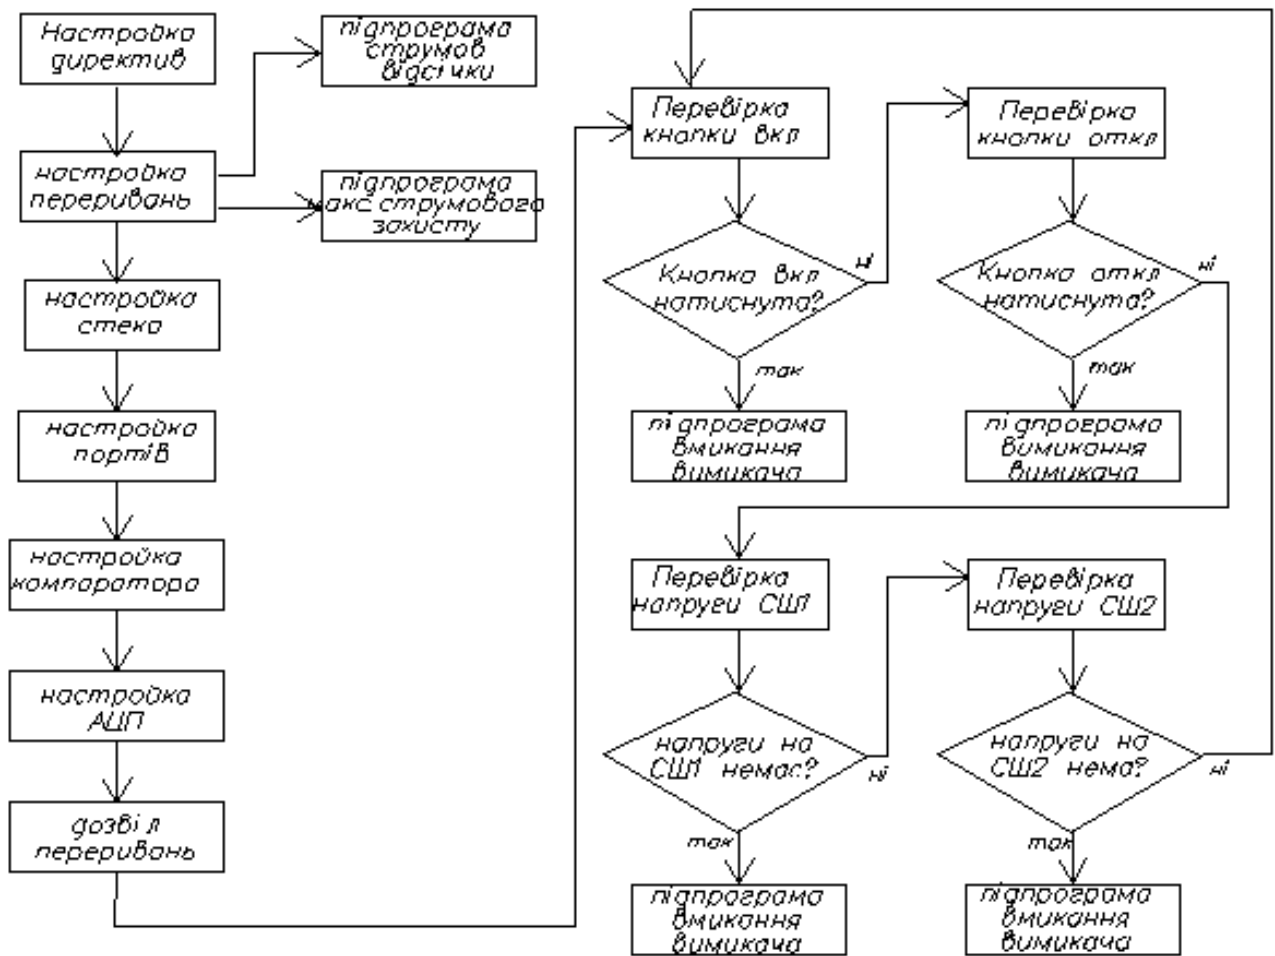 Настройка
директив
підпрограма
струмов
відсічки
настройка
переривань
підпрограма
макс струмового
захисту
настройка
стека
настройка
портів
настройка
компаратора
настройка
АЦП
дозвіл
переривань
Перевірка
кнопки вкл
Перевірка
кнопки откл
Кнопка вкл
натиснута?
ні
Кнопка откл
натиснута?
ні
так
так
підпрограма
вмикання
вимикача
підпрограма
вимикання
вимикача
Перевірка
напруги СШ1
Перевірка
напруги СШ2
напруги на
СШ1 немає?
ні
напруги на
СШ2 нема?
ні
так
так
підпрограма
вмикання
вимикача
підпрограма
вмикання
вимикача